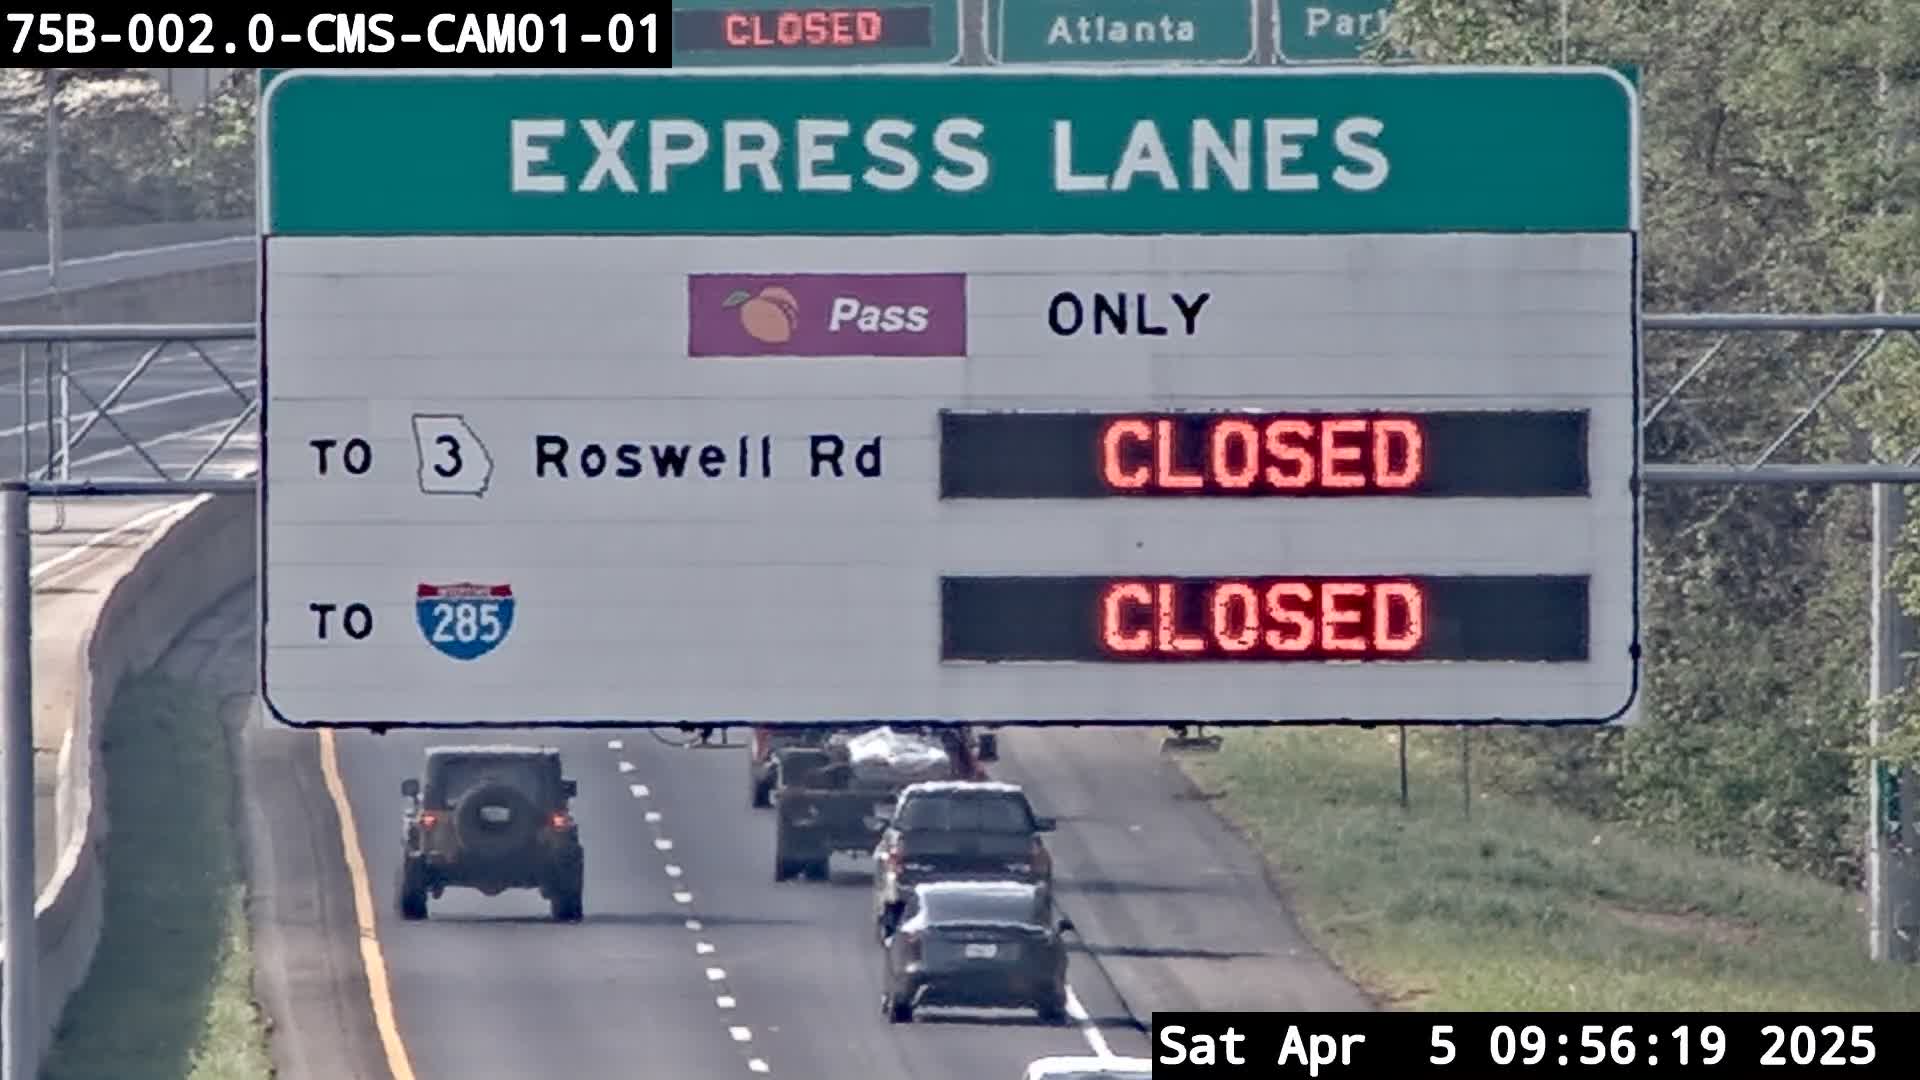 75B-002.0-CMS-CAM01-01
CLOSED
Atlanta
EXPRESS LANES
Pass ONLY
TO 3 Roswell Rd CLOSED
TO 285 CLOSED
Sat Apr 5 09:56:19 2025